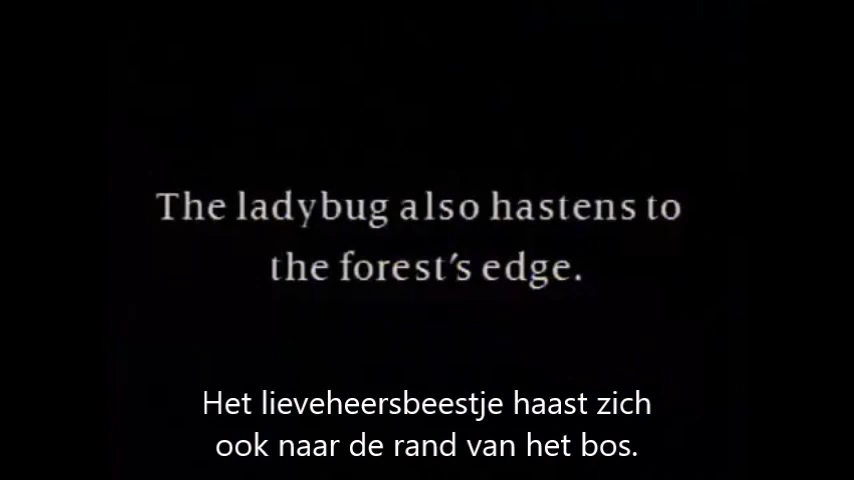 The ladybug also hastens to
the forest's edge.
Het lieveheersbeestje haast zich
ook naar de rand van het bos.